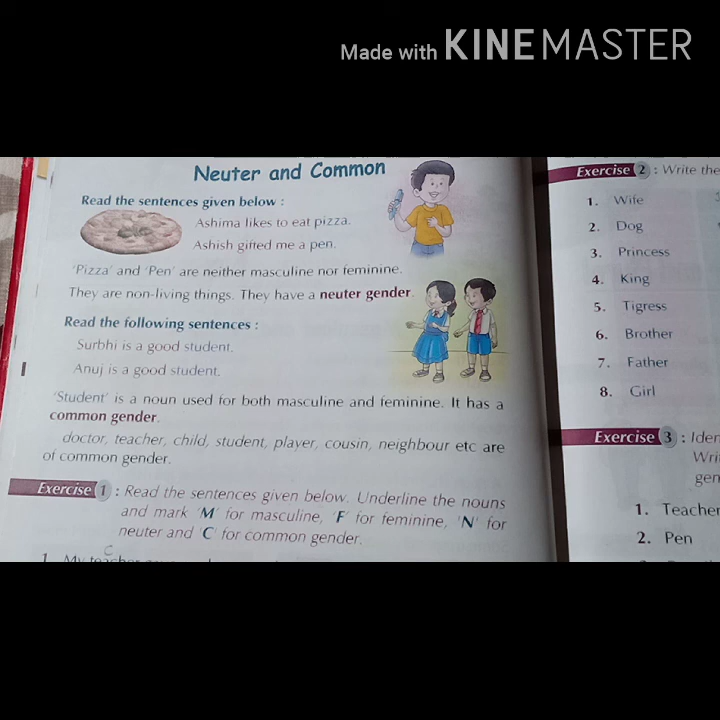 Made with KINEMASTER
Neuter and Common
Read the sentences given below :
Ashima likes to eat pizza.
Ashish gifted me a pen.
'Pizza' and 'Pen' are neither masculine nor feminine.
They are non-living things. They have a neuter gender.
Read the following sentences :
Surbhi is a good student.
Anuj is a good student.
'Student' is a noun used for both masculine and feminine. It has a
common gender.
doctor, teacher, child, student, player, cousin, neighbour etc are
of common gender.
Exercise 1 : Read the sentences given below. Underline the nouns
and mark 'M' for masculine, 'F' for feminine, 'N' for
neuter and 'C' for common gender.
C
1. My teacher
Exercise 2 : Write the
1. Wife
2. Dog
3. Princess
4. King
5. Tigress
6. Brother
7. Father
8. Girl
Exercise 3 : Iden
Wri
gen
1. Teacher
2. Pen